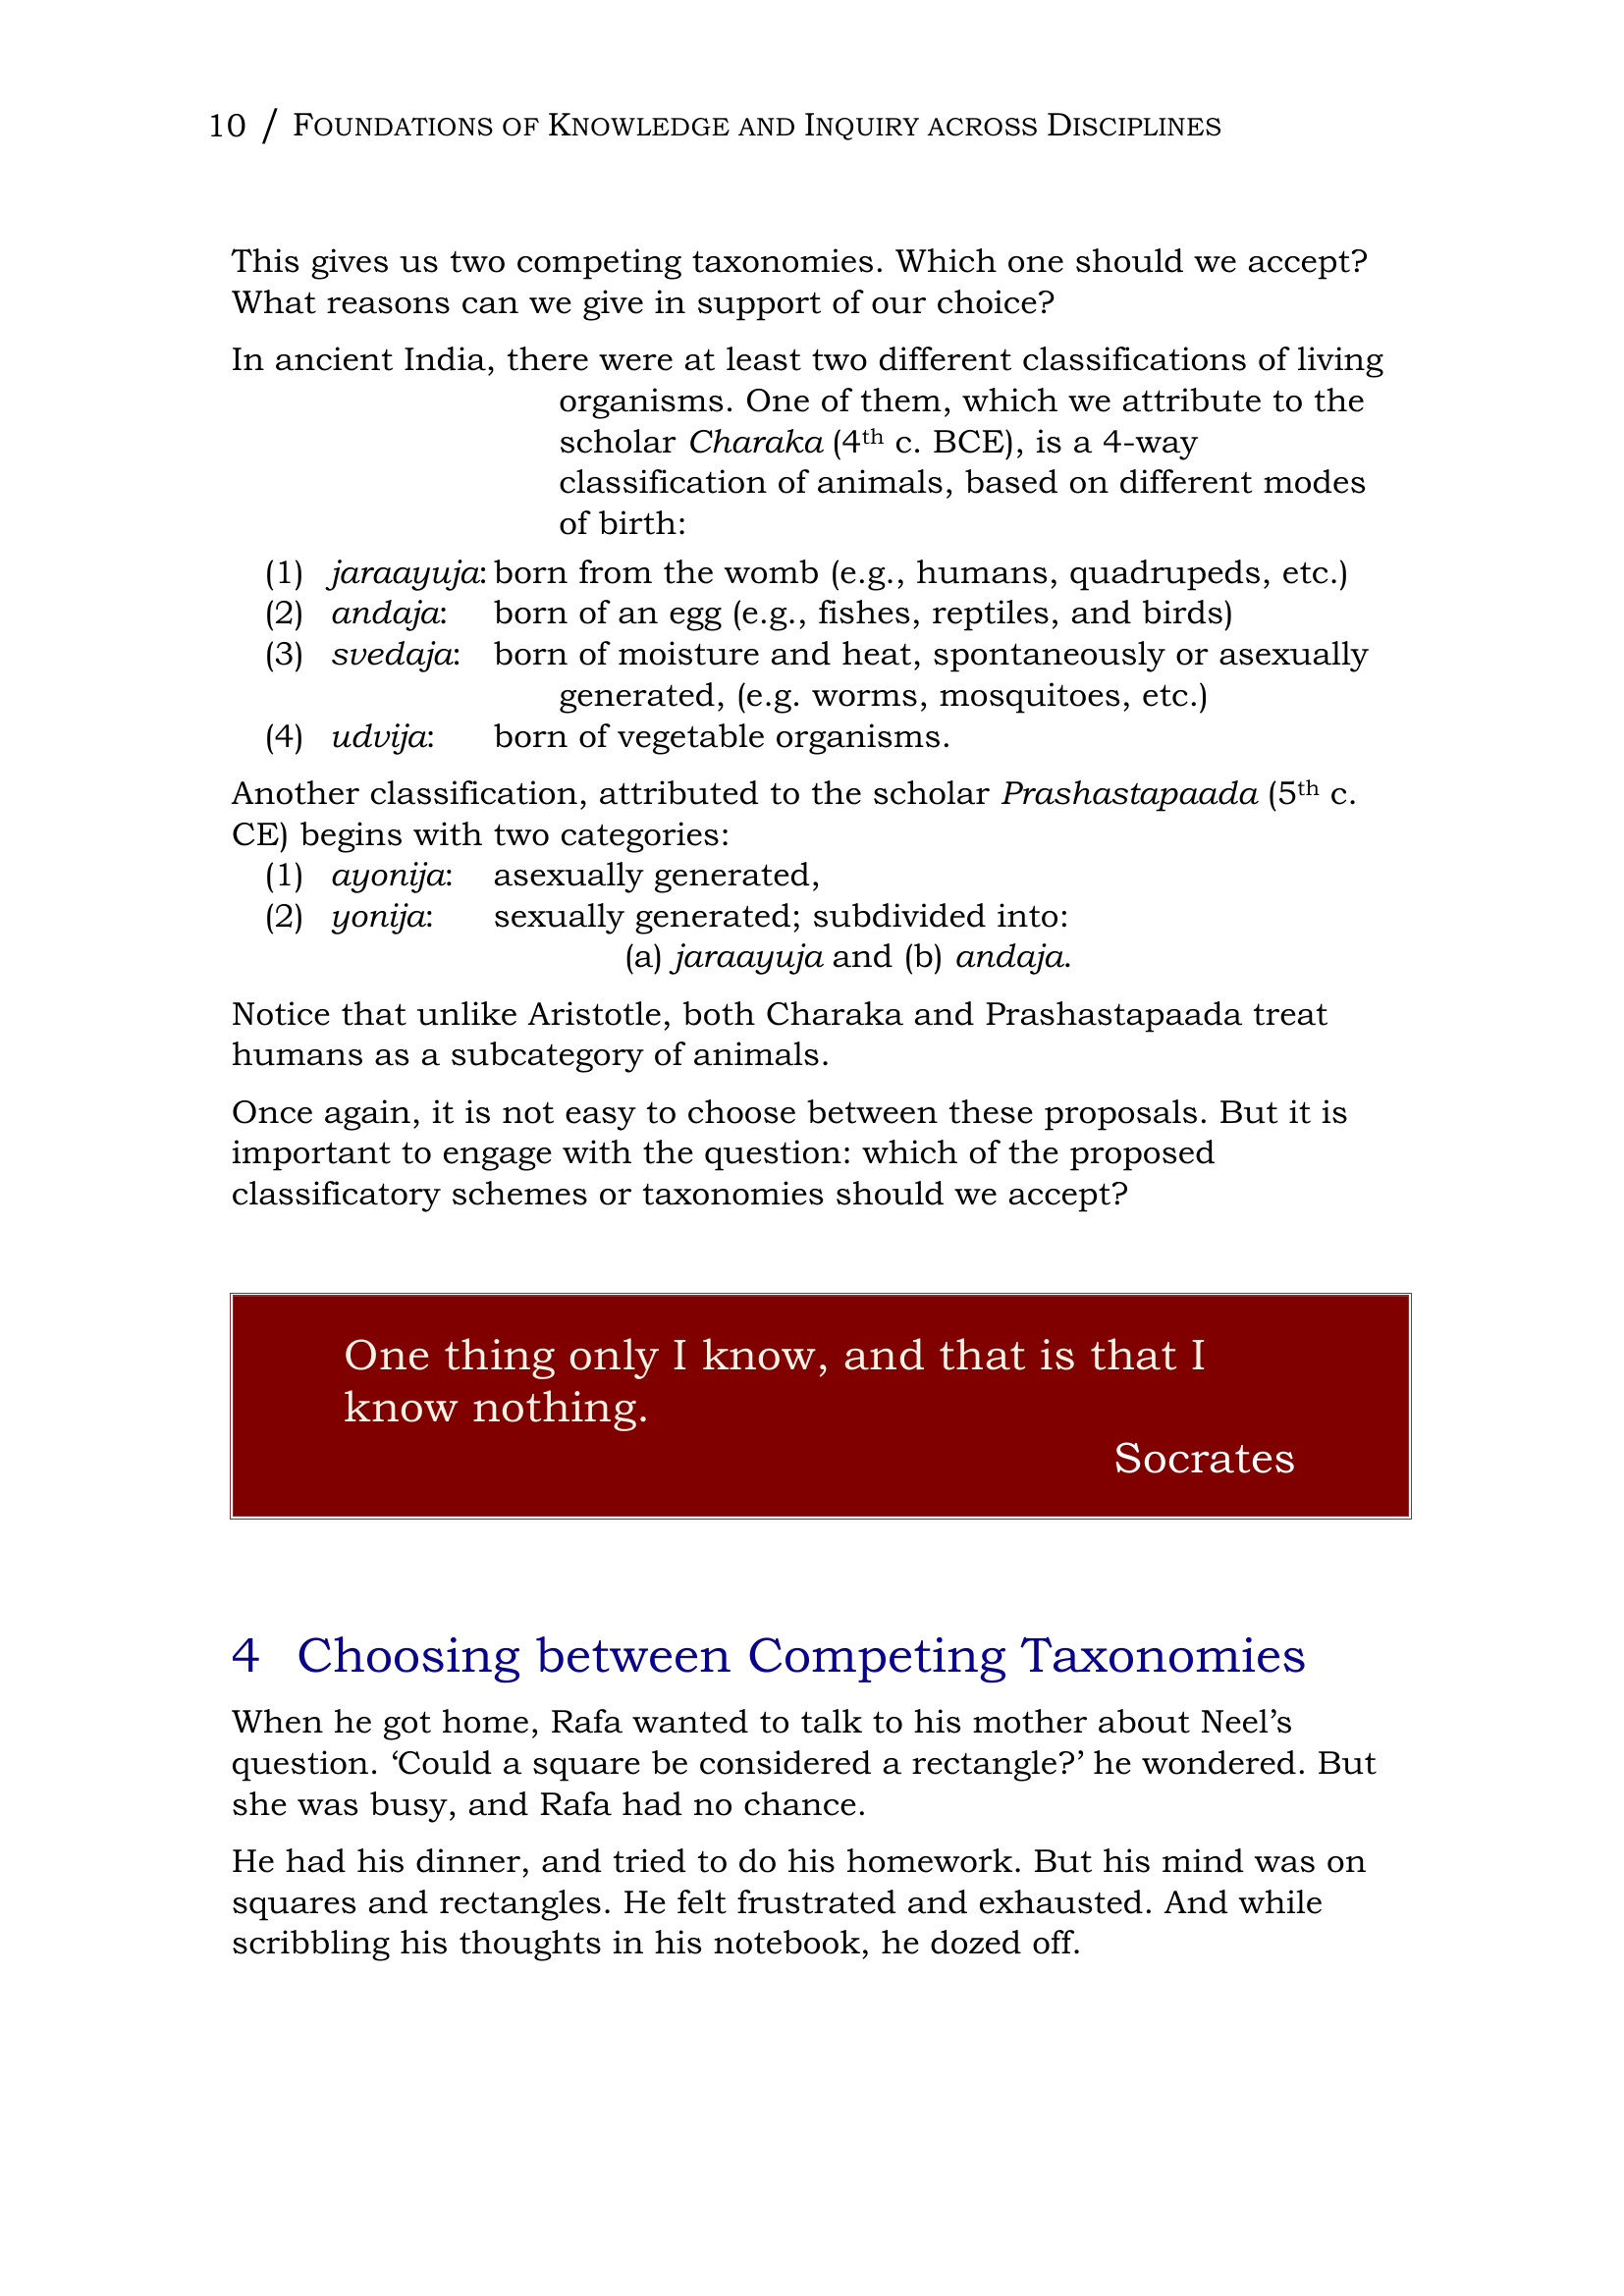 10 / FOUNDATIONS OF KNOWLEDGE AND INQUIRY ACROSS DISCIPLINES
This gives us two competing taxonomies. Which one should we accept?
What reasons can we give in support of our choice?
In ancient India, there were at least two different classifications of living
organisms. One of them, which we attribute to the
scholar Charaka (4th c. BCE), is a 4-way
classification of animals, based on different modes
of birth:
(1) jaraayuja: born from the womb (e.g., humans, quadrupeds, etc.)
(2) andaja: born of an egg (e.g., fishes, reptiles, and birds)
(3) svedaja: born of moisture and heat, spontaneously or asexually
generated, (e.g. worms, mosquitoes, etc.)
(4) udvija: born of vegetable organisms.
Another classification, attributed to the scholar Prashastapaada (5th c.
CE) begins with two categories:
(1) ayonija: asexually generated,
(2) yonija: sexually generated; subdivided into:
(a) jaraayuja and (b) andaja.
Notice that unlike Aristotle, both Charaka and Prashastapaada treat
humans as a subcategory of animals.
Once again, it is not easy to choose between these proposals. But it is
important to engage with the question: which of the proposed
classificatory schemes or taxonomies should we accept?
One thing only I know, and that is that I
know nothing.
Socrates
4 Choosing between Competing Taxonomies
When he got home, Rafa wanted to talk to his mother about Neel’s
question. ‘Could a square be considered a rectangle?’ he wondered. But
she was busy, and Rafa had no chance.
He had his dinner, and tried to do his homework. But his mind was on
squares and rectangles. He felt frustrated and exhausted. And while
scribbling his thoughts in his notebook, he dozed off.